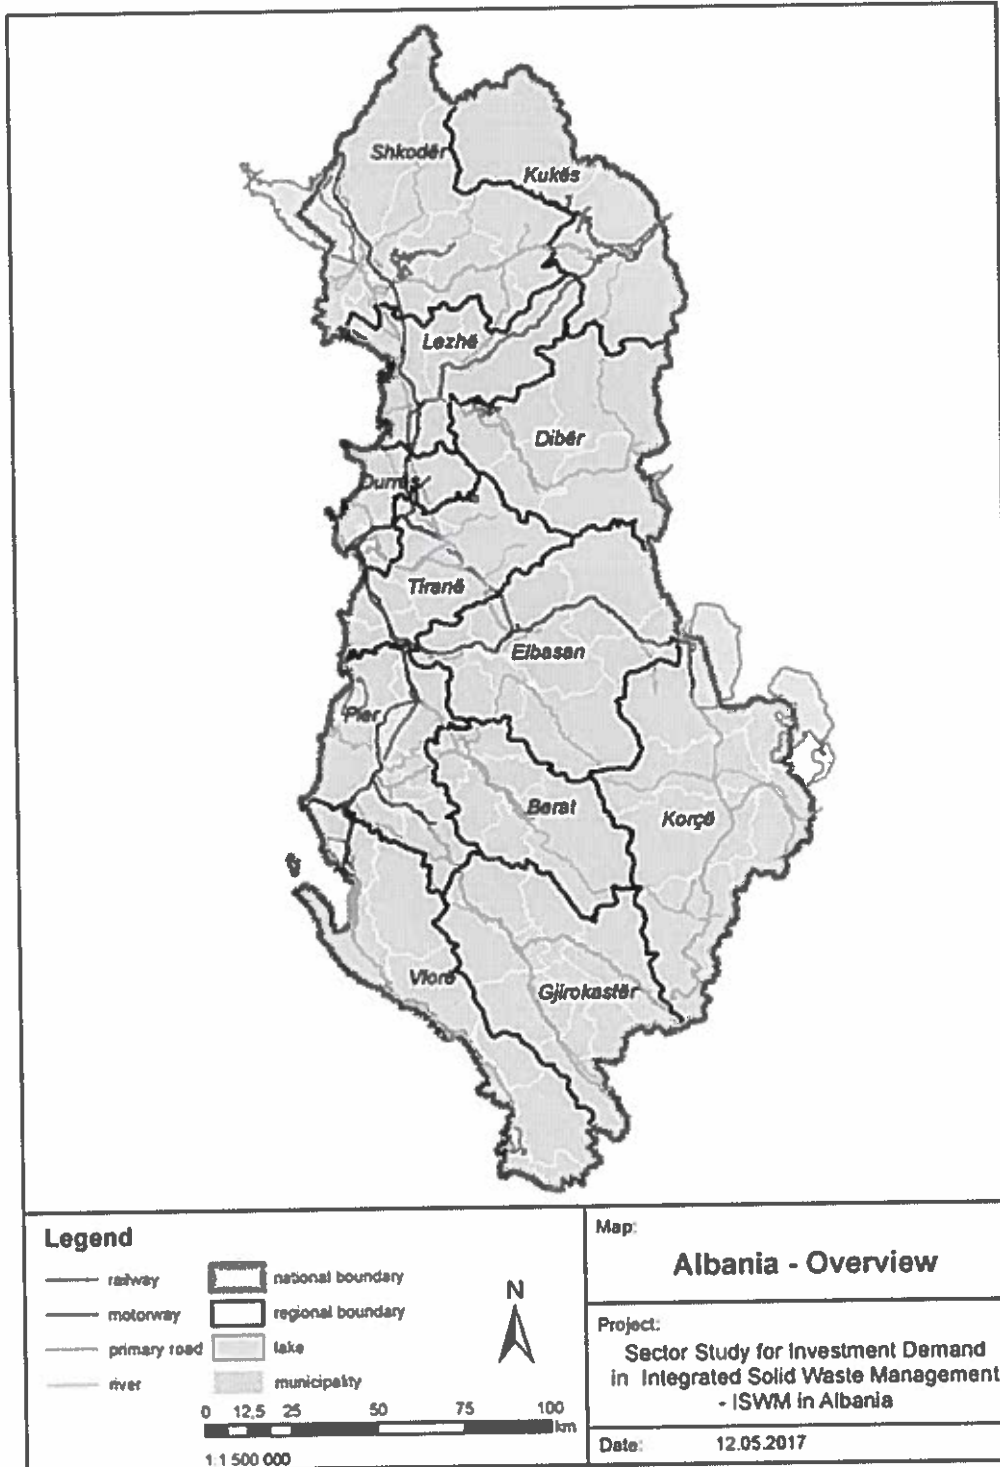 Shkodër
Kukës
Lezhë
Dibër
Durrës
Tiranë
Elbasan
Fier
Berat
Korçë
Vlorë
Gjirokastër
Legend
railway
motorway
primary road
river
national boundary
regional boundary
lake
municipality
N
0 12,5 25 50 75 100
km
1:1 500 000
Map:
Albania - Overview
Project:
Sector Study for Investment Demand
in Integrated Solid Waste Management
- ISWM in Albania
Date: 12.05.2017